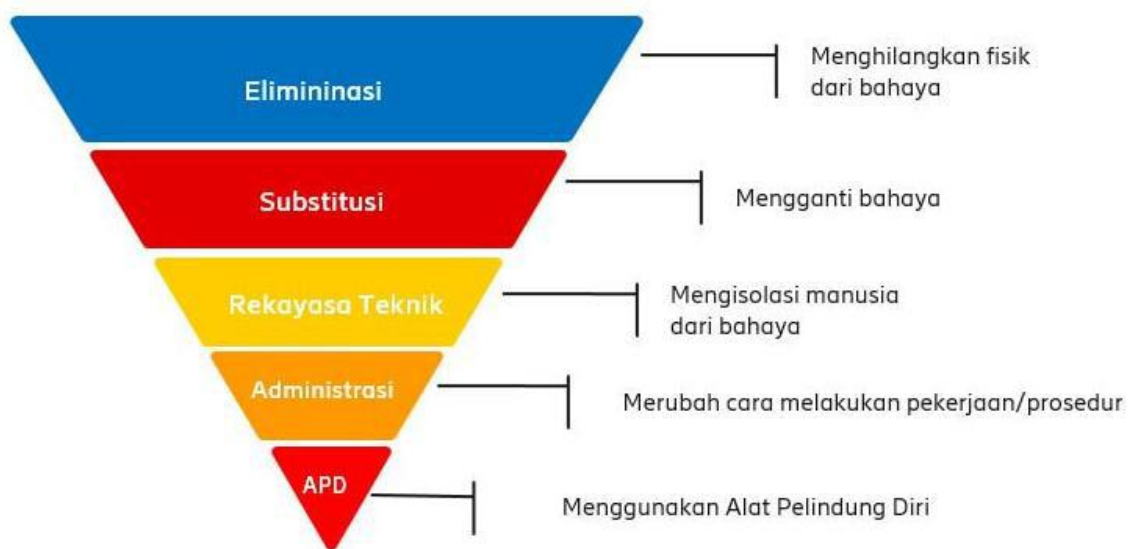 Elimininasi
Menghilangkan fisik
dari bahaya
Substitusi
Mengganti bahaya
Rekayasa Teknik
Mengisolasi manusia
dari bahaya
Administrasi
Merubah cara melakukan pekerjaan/prosedur
APD
Menggunakan Alat Pelindung Diri